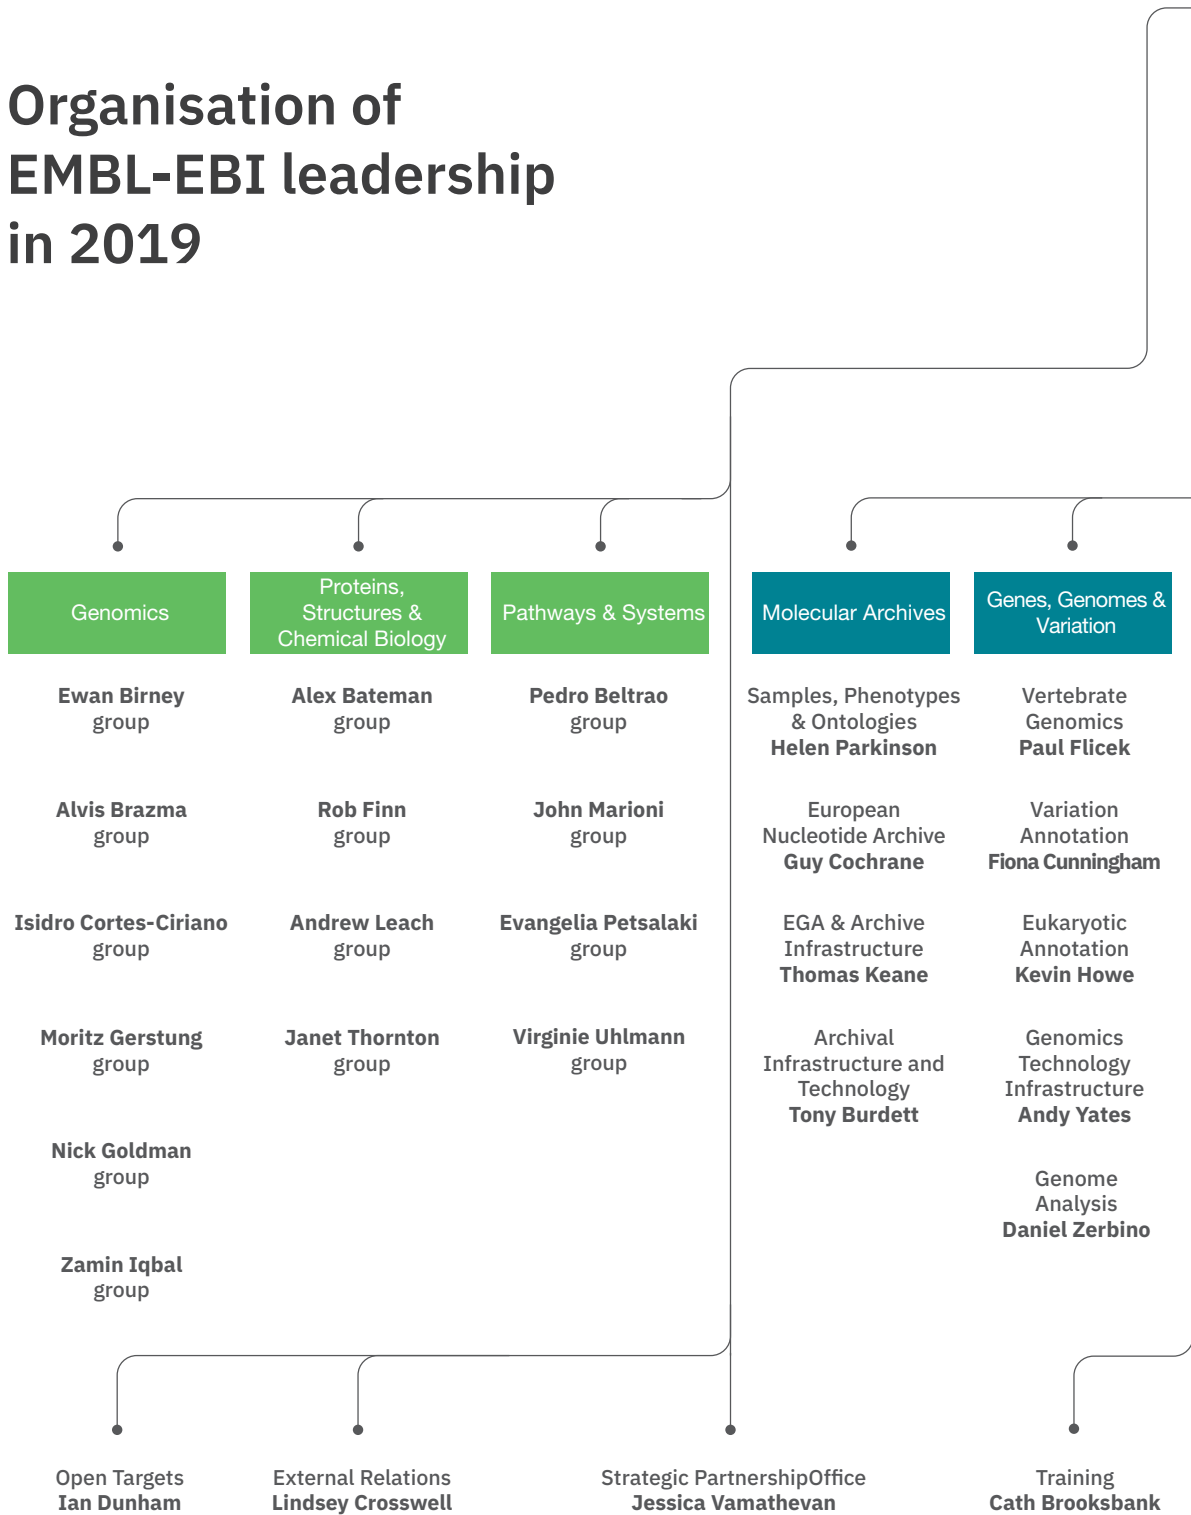 Organisation of
EMBL-EBI leadership
in 2019
Genomics
Ewan Birney
group
Alvis Brazma
group
Isidro Cortes-Ciriano
group
Moritz Gerstung
group
Nick Goldman
group
Zamin Iqbal
group
Proteins,
Structures &
Chemical Biology
Alex Bateman
group
Rob Finn
group
Andrew Leach
group
Janet Thornton
group
Pathways & Systems
Pedro Beltrao
group
John Marioni
group
Evangelia Petsalaki
group
Virginie Uhlmann
group
Molecular Archives
Samples, Phenotypes
& Ontologies
Helen Parkinson
European
Nucleotide Archive
Guy Cochrane
EGA & Archive
Infrastructure
Thomas Keane
Archival
Infrastructure and
Technology
Tony Burdett
Genes, Genomes &
Variation
Vertebrate
Genomics
Paul Flicek
Variation
Annotation
Fiona Cunningham
Eukaryotic
Annotation
Kevin Howe
Genomics
Technology
Infrastructure
Andy Yates
Genome
Analysis
Daniel Zerbino
Open Targets
Ian Dunham
External Relations
Lindsey Crosswell
Strategic PartnershipOffice
Jessica Vamathevan
Training
Cath Brooksbank